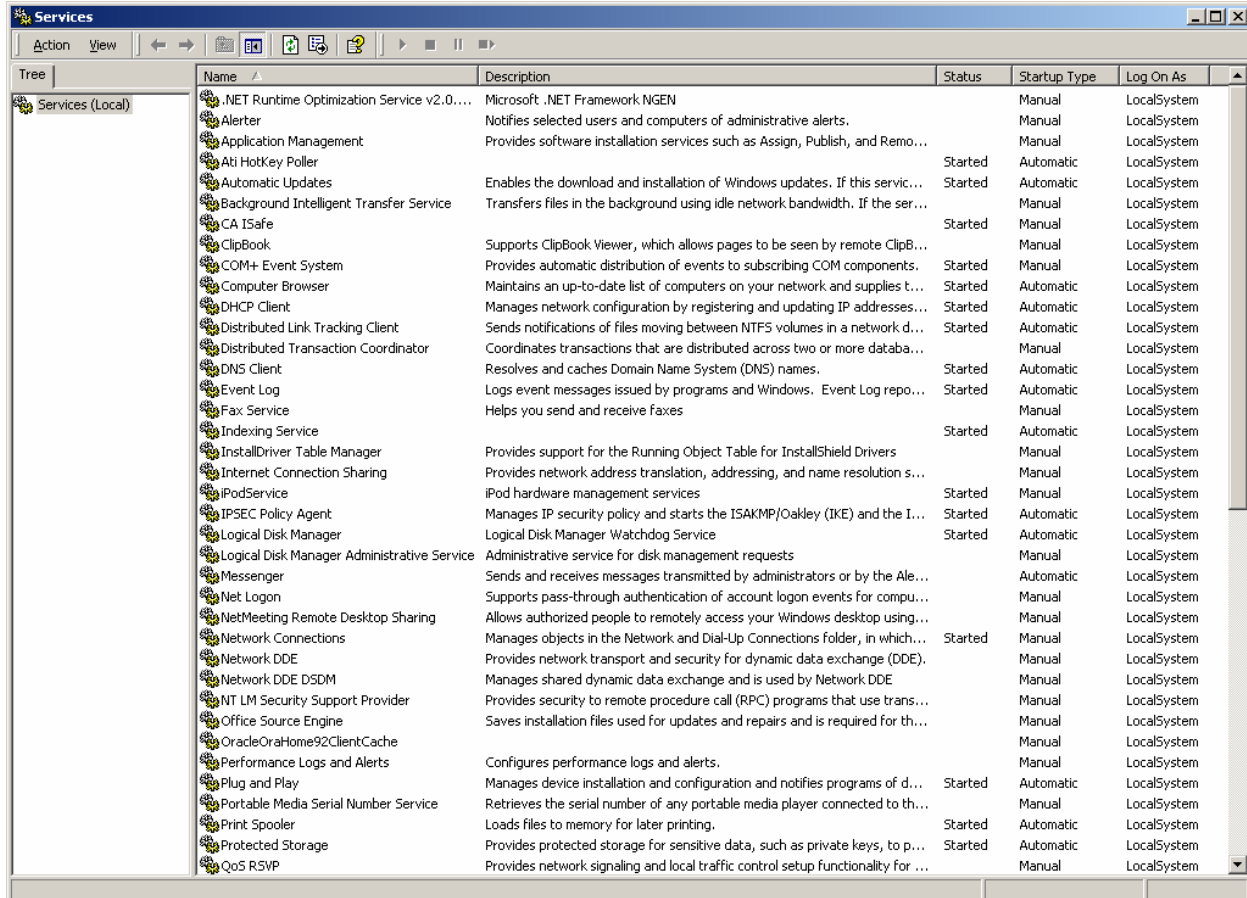 Services
Action View
Tree
Name Description Status Startup Type Log On As
Services (Local)
.NET Runtime Optimization Service v2.0.... Microsoft .NET Framework NGEN Manual LocalSystem
Alerter Notifies selected users and computers of administrative alerts. Manual LocalSystem
Application Management Provides software installation services such as Assign, Publish, and Remo... Manual LocalSystem
Ati HotKey Poller Started Automatic LocalSystem
Automatic Updates Enables the download and installation of Windows updates. If this servic... Started Automatic LocalSystem
Background Intelligent Transfer Service Transfers files in the background using idle network bandwidth. If the ser... Manual LocalSystem
CA ISafe Started Manual LocalSystem
ClipBook Supports ClipBook Viewer, which allows pages to be seen by remote ClipB... Manual LocalSystem
COM+ Event System Provides automatic distribution of events to subscribing COM components. Started Manual LocalSystem
Computer Browser Maintains an up-to-date list of computers on your network and supplies t... Started Manual LocalSystem
DHCP Client Manages network configuration by registering and updating IP addresses... Started Automatic LocalSystem
Distributed Link Tracking Client Sends notifications of files moving between NTFS volumes in a network d... Started Automatic LocalSystem
Distributed Transaction Coordinator Coordinates transactions that are distributed across two or more databa... Manual LocalSystem
DNS Client Resolves and caches Domain Name System (DNS) names. Started Automatic LocalSystem
Event Log Logs event messages issued by programs and Windows. Event Log repo... Started Automatic LocalSystem
Fax Service Helps you send and receive faxes Manual LocalSystem
Indexing Service Started Automatic LocalSystem
InstallDriver Table Manager Provides support for the Running Object Table for InstallShield Drivers Manual LocalSystem
Internet Connection Sharing Provides network address translation, addressing, and name resolution s... Manual LocalSystem
iPodService iPod hardware management services Started Manual LocalSystem
IPSEC Policy Agent Manages IP security policy and starts the ISAKMP/Oakley (IKE) and the I... Started Automatic LocalSystem
Logical Disk Manager Logical Disk Manager Watchdog Service Started Automatic LocalSystem
Logical Disk Manager Administrative Service Administrative service for disk management requests Manual LocalSystem
Messenger Sends and receives messages transmitted by administrators or by the Ale... Automatic LocalSystem
Net Logon Supports pass-through authentication of account logon events for compu... Manual LocalSystem
NetMeeting Remote Desktop Sharing Allows authorized people to remotely access your Windows desktop using... Manual LocalSystem
Network Connections Manages objects in the Network and Dial-Up Connections folder, in which... Started Manual LocalSystem
Network DDE Provides network transport and security for dynamic data exchange (DDE). Manual LocalSystem
Network DDE DSDM Manages shared dynamic data exchange and is used by Network DDE Manual LocalSystem
NT LM Security Support Provider Provides security to remote procedure call (RPC) programs that use trans... Manual LocalSystem
Office Source Engine Saves installation files used for updates and repairs and is required for th... Manual LocalSystem
OracleOraHome92ClientCache Manual LocalSystem
Performance Logs and Alerts Configures performance logs and alerts. Manual LocalSystem
Plug and Play Manages device installation and configuration and notifies programs of d... Started Automatic LocalSystem
Portable Media Serial Number Service Retrieves the serial number of any portable media player connected to th... Manual LocalSystem
Print Spooler Loads files to memory for later printing. Started Automatic LocalSystem
Protected Storage Provides protected storage for sensitive data, such as private keys, to p... Started Automatic LocalSystem
QoS RSVP Provides network signaling and local traffic control setup functionality for ... Manual LocalSystem